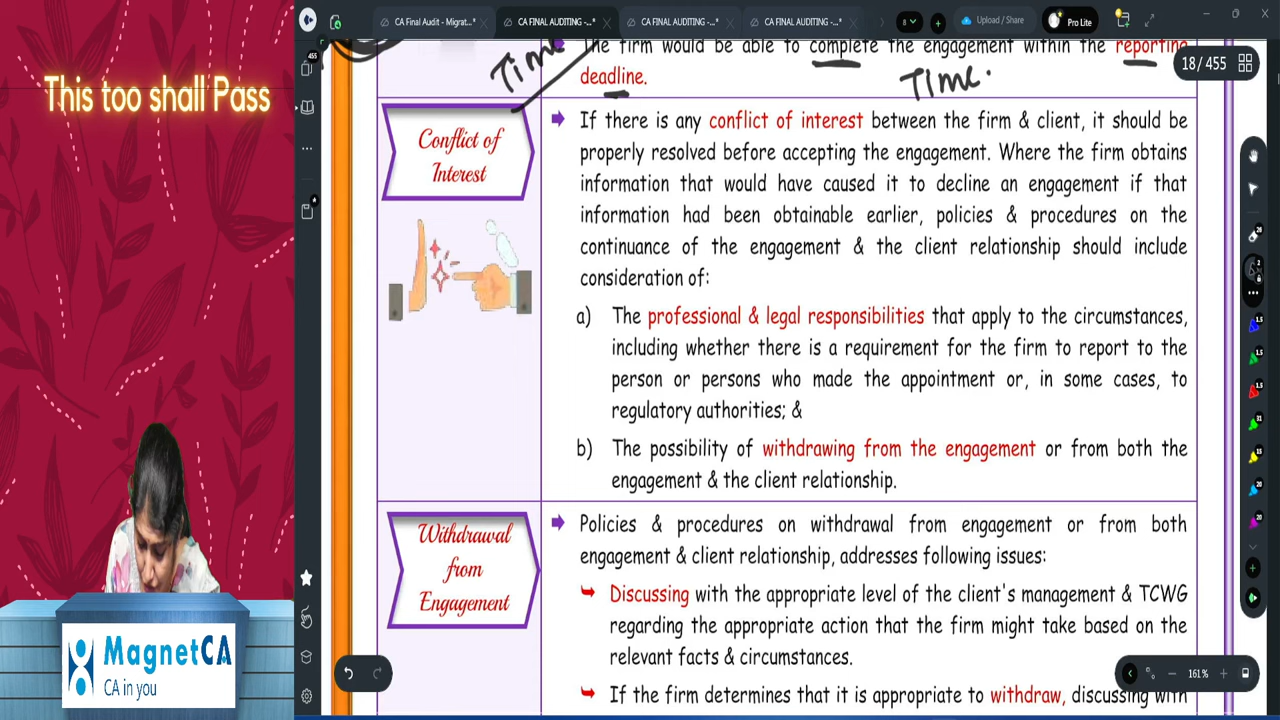 CA Final Audit - Migrat...*
CA FINAL AUDITING -...*
CA FINAL AUDITING -...*
CA FINAL AUDITING -...*
8
Upload / Share
Pro Lite
455
18 / 455
This too shall Pass
Time
The firm would be able to complete the engagement within the reporting
deadline.
Time
Conflict of
Interest
If there is any conflict of interest between the firm & client, it should be
properly resolved before accepting the engagement. Where the firm obtains
information that would have caused it to decline an engagement if that
information had been obtainable earlier, policies & procedures on the
continuance of the engagement & the client relationship should include
consideration of:
a) The professional & legal responsibilities that apply to the circumstances,
including whether there is a requirement for the firm to report to the
person or persons who made the appointment or, in some cases, to
regulatory authorities; &
b) The possibility of withdrawing from the engagement or from both the
engagement & the client relationship.
Withdrawal
from
Engagement
Policies & procedures on withdrawal from engagement or from both
engagement & client relationship, addresses following issues:
Discussing with the appropriate level of the client's management & TCWG
regarding the appropriate action that the firm might take based on the
relevant facts & circumstances.
If the firm determines that it is appropriate to withdraw, discussing with
161%
MagnetCA
CA in you